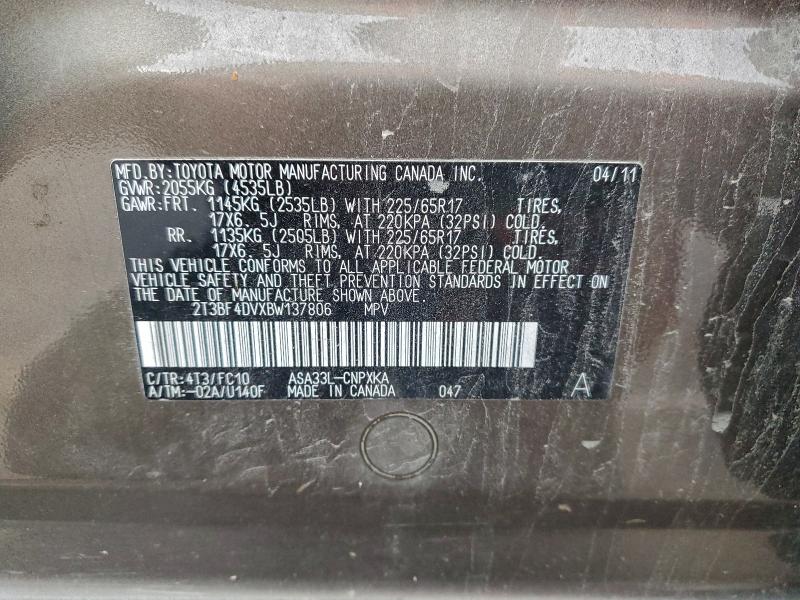 MFD.BY:TOYOTA MOTOR MANUFACTURING CANADA INC. 04/11
GVWR:2055KG (4535LB)
GAWR:FRT. 1145KG (2535LB) WITH 225/65R17 TIRES,
17X6.5J RIMS, AT 220KPA (32PSI) COLD.
RR. 1135KG (2505LB) WITH 225/65R17 TIRES,
17X6.5J RIMS, AT 220KPA (32PSI) COLD.
THIS VEHICLE CONFORMS TO ALL APPLICABLE FEDERAL MOTOR
VEHICLE SAFETY AND THEFT PREVENTION STANDARDS IN EFFECT ON
THE DATE OF MANUFACTURE SHOWN ABOVE.
2T3BF4DVXBW137806 MPV
C/TR:4T3/FC10 ASA33L-CNPXKA
A/TM:-02A/U140F MADE IN CANADA 047 A